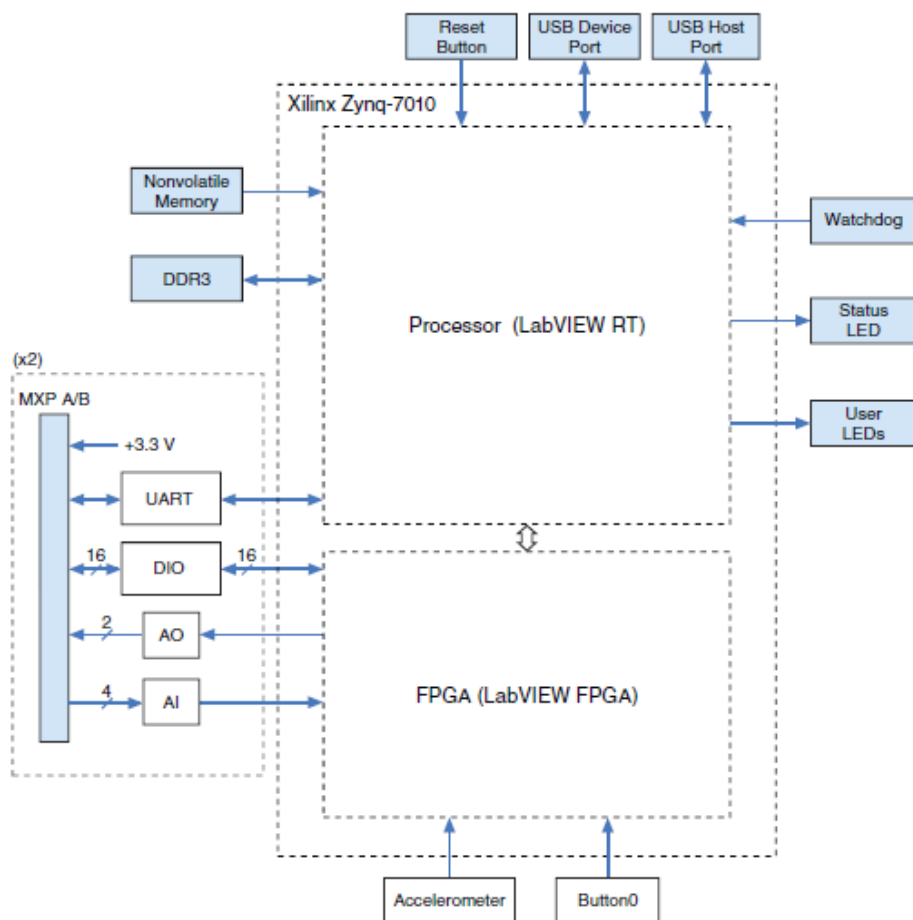 Reset
Button
USB Device
Port
USB Host
Port
Xilinx Zynq-7010
Nonvolatile
Memory
Watchdog
DDR3
Processor (LabVIEW RT)
Status
LED
(x2)
MXP A/B
User
LEDs
+3.3 V
UART
16
DIO
16
2
AO
4
AI
FPGA (LabVIEW FPGA)
Accelerometer
Button0